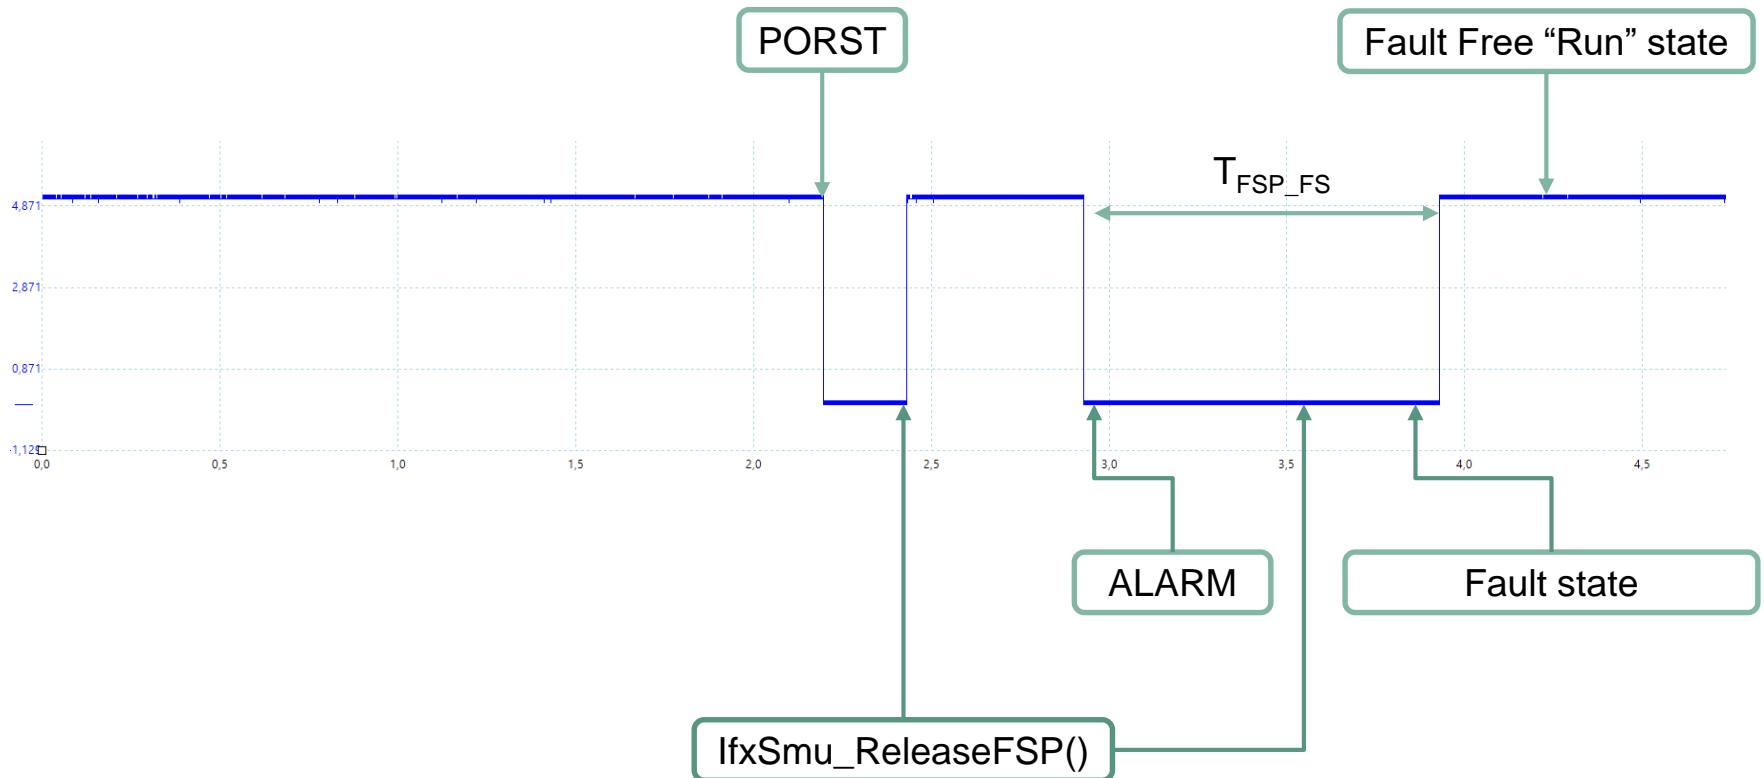 PORST
Fault Free “Run” state
T_FSP_FS
4,871
2,871
0,871
-1,129
0,0 0,5 1,0 1,5 2,0 2,5 3,0 3,5 4,0 4,5
ALARM
Fault state
IfxSmu_ReleaseFSP()